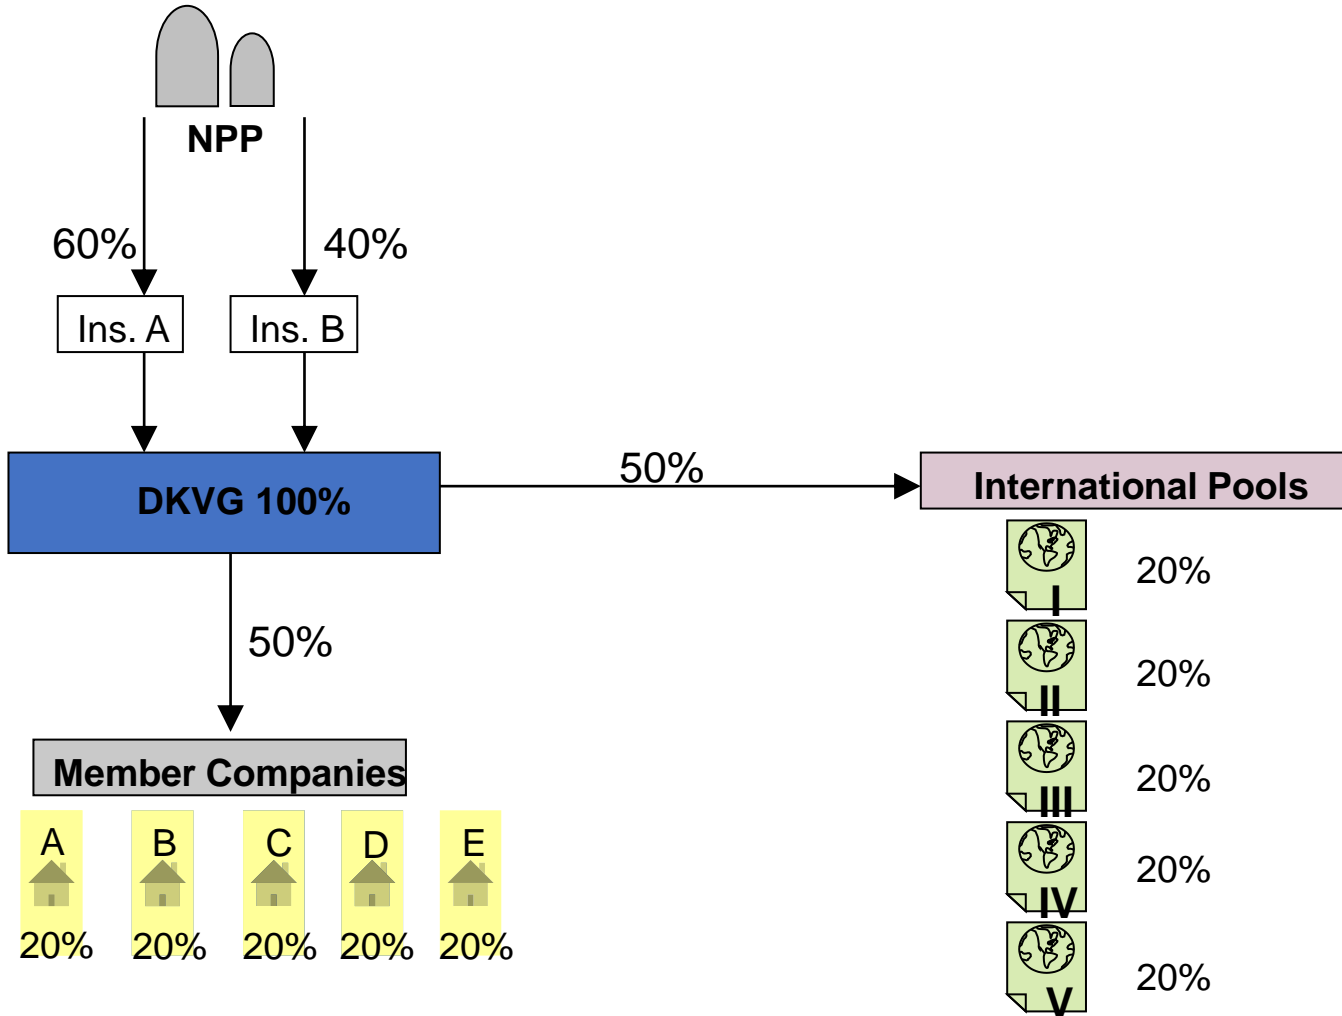 NPP
60%
40%
Ins. A
Ins. B
DKVG 100%
50%
International Pools
I
20%
II
20%
III
20%
IV
20%
V
20%
50%
Member Companies
A
B
C
D
E
20%
20%
20%
20%
20%